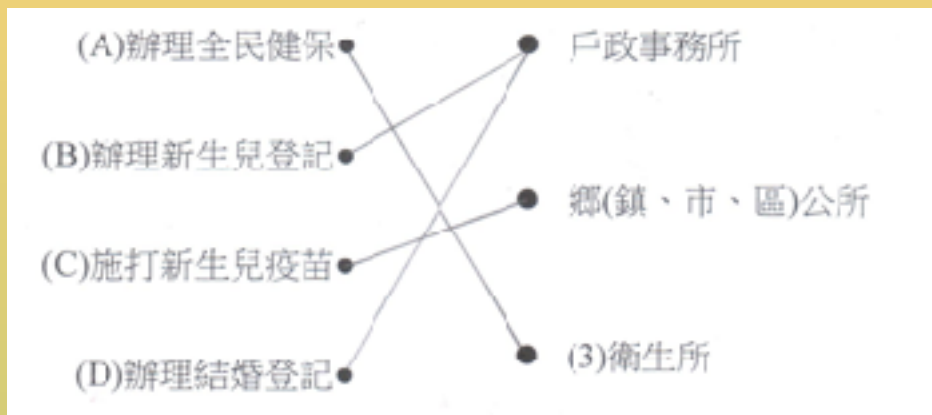 (A)辦理全民健保
戶政事務所
(B)辦理新生兒登記
鄉(鎮、市、區)公所
(C)施打新生兒疫苗
(3)衛生所
(D)辦理結婚登記